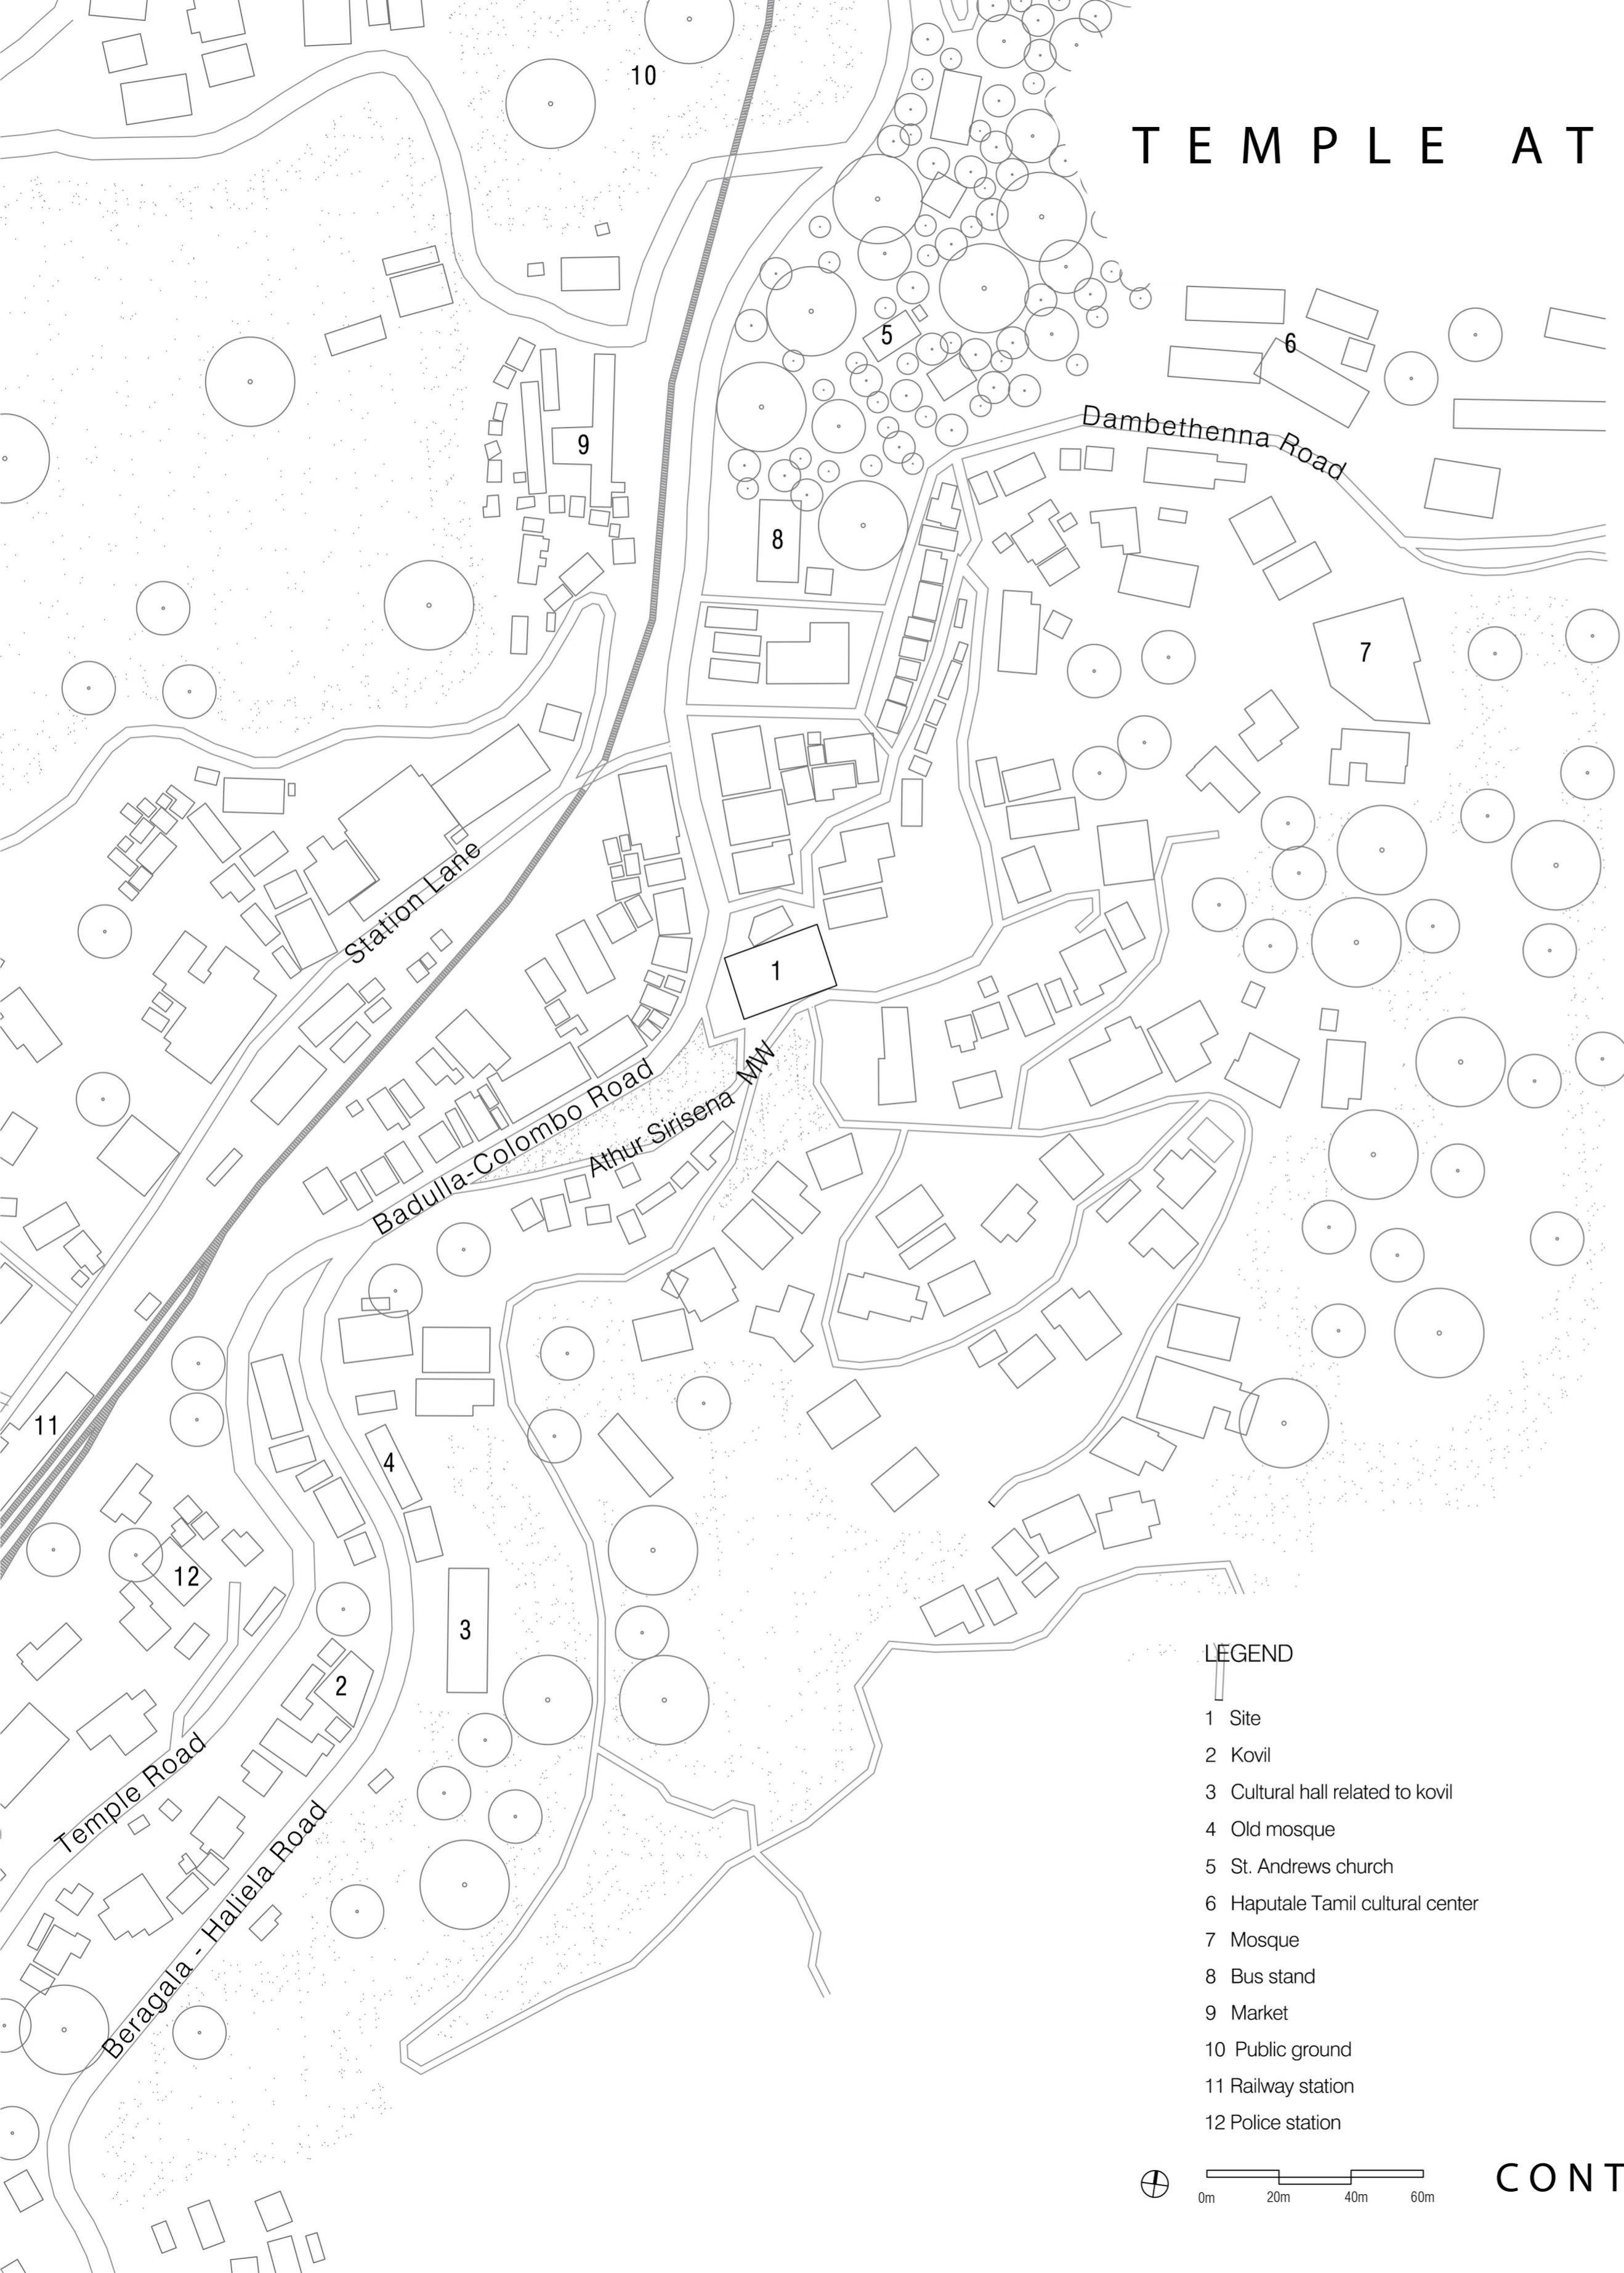 10
TEMPLE AT
5
6
Dambethenna Road
9
8
7
Station Lane
1
Athur Sirisena MW
Badulla-Colombo Road
11
4
12
3
2
Temple Road
Beragala - Haliela Road
LEGEND
1 Site
2 Kovil
3 Cultural hall related to kovil
4 Old mosque
5 St. Andrews church
6 Haputale Tamil cultural center
7 Mosque
8 Bus stand
9 Market
10 Public ground
11 Railway station
12 Police station
0m 20m 40m 60m
CONT